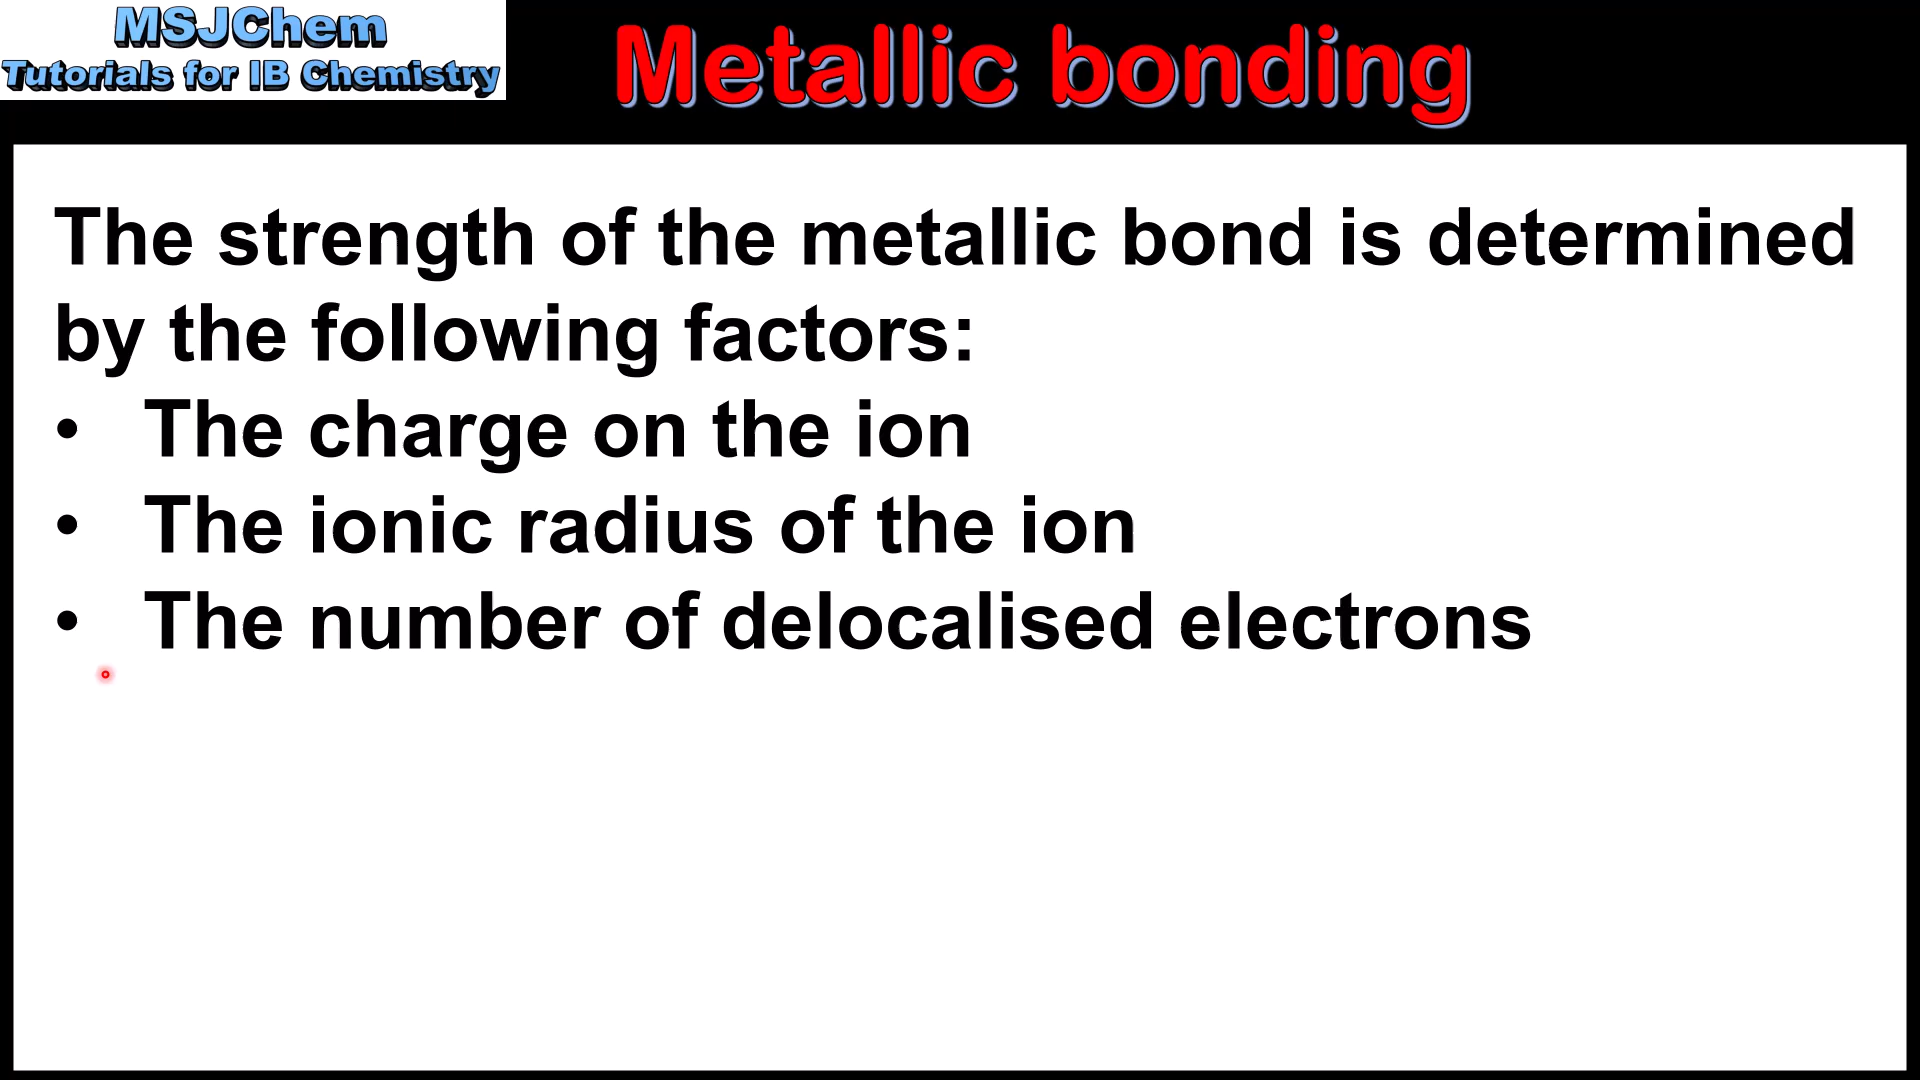 MSJChem
Tutorials for IB Chemistry
Metallic bonding
The strength of the metallic bond is determined
by the following factors:
• The charge on the ion
• The ionic radius of the ion
• The number of delocalised electrons